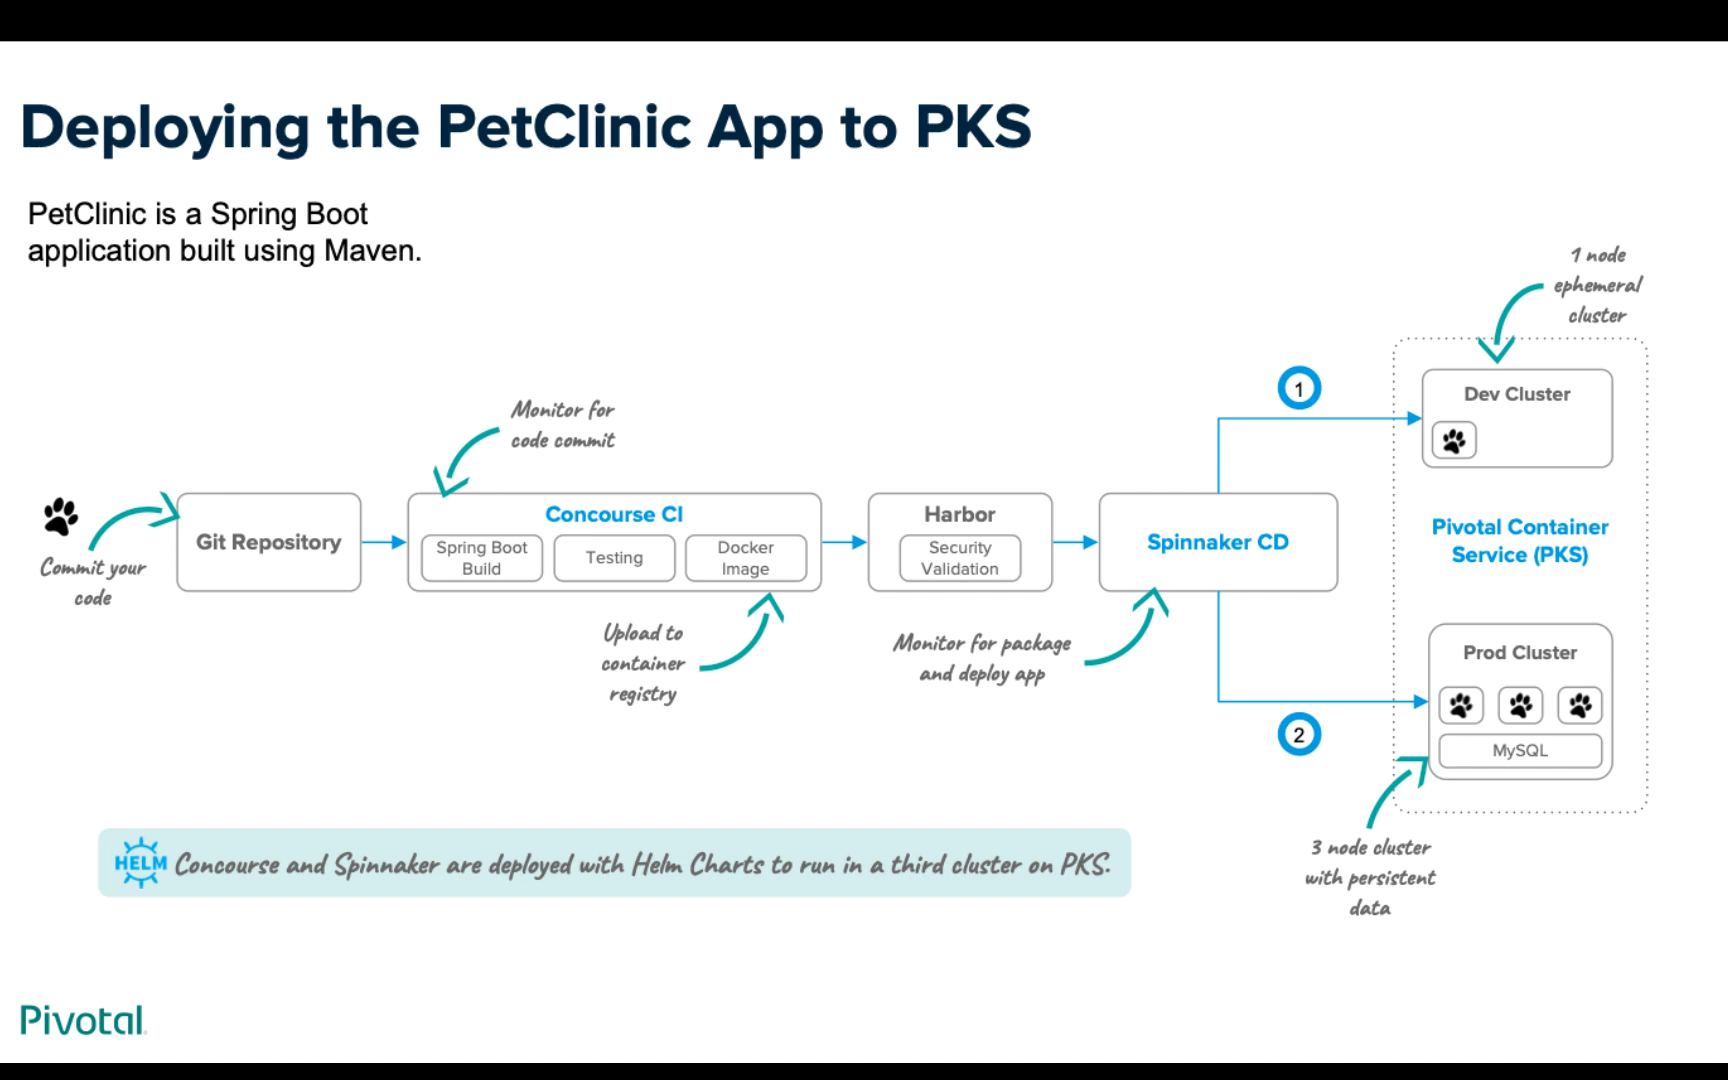 Deploying the PetClinic App to PKS
PetClinic is a Spring Boot
application built using Maven.
1 node
ephemeral
cluster
1
Dev Cluster
Monitor for
code commit
Commit your
code
Git Repository
Concourse CI
Spring Boot
Build
Testing
Docker
Image
Upload to
container
registry
Harbor
Security
Validation
Spinnaker CD
Monitor for package
and deploy app
Pivotal Container
Service (PKS)
Prod Cluster
MySQL
2
3 node cluster
with persistent
data
HELM Concourse and Spinnaker are deployed with Helm Charts to run in a third cluster on PKS.
Pivotal